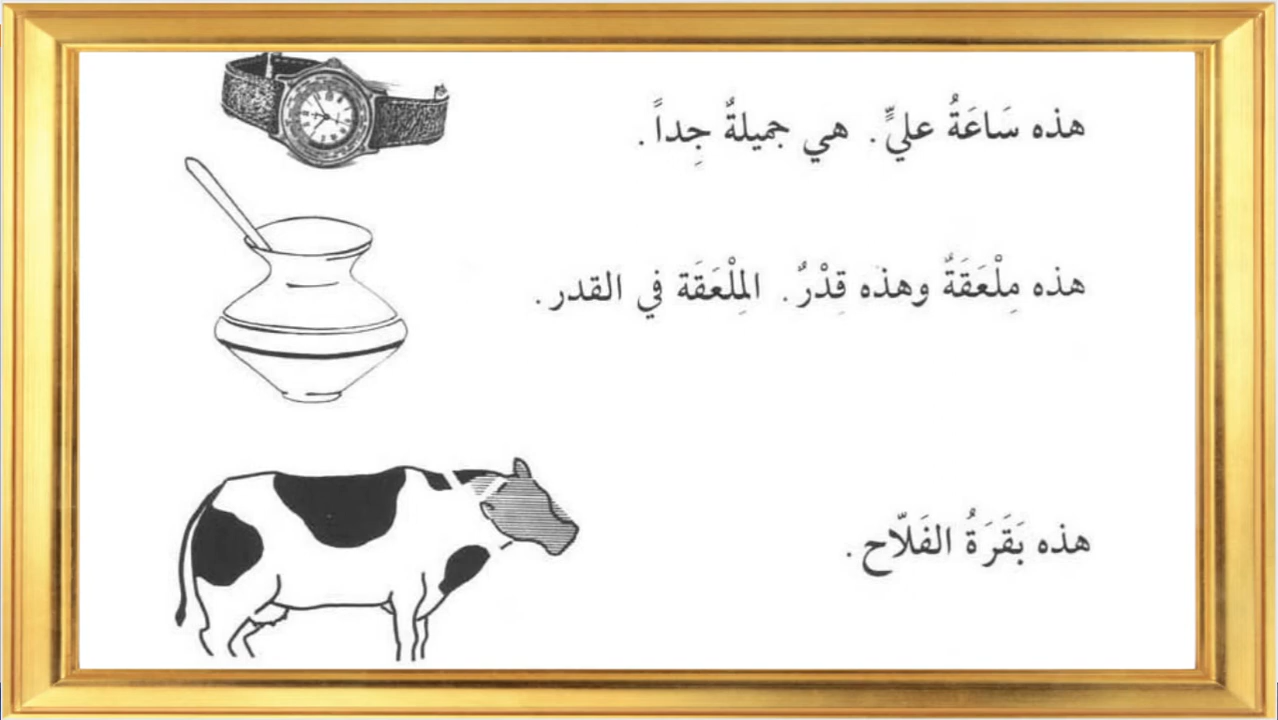 هذه سَاعَةُ عليٍّ. هي جميلةٌ جِداً.
هذه مِلْعَقَةٌ وهذه قِدْرٌ. المِلْعَقَة في القدر.
هذه بَقَرَةُ الفَلّاح.